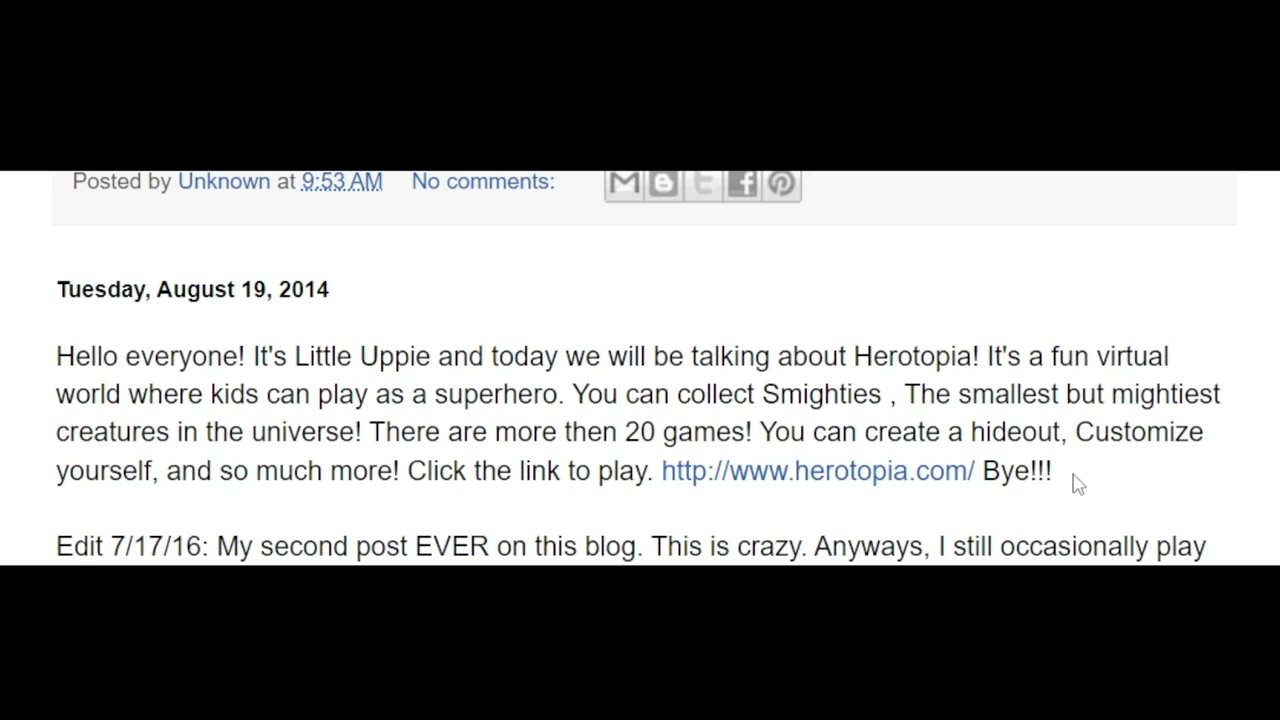 Posted by Unknown at 9:53 AM No comments:
Tuesday, August 19, 2014
Hello everyone! It's Little Uppie and today we will be talking about Herotopia! It's a fun virtual
world where kids can play as a superhero. You can collect Smighties , The smallest but mightiest
creatures in the universe! There are more then 20 games! You can create a hideout, Customize
yourself, and so much more! Click the link to play. http://www.herotopia.com/ Bye!!!
Edit 7/17/16: My second post EVER on this blog. This is crazy. Anyways, I still occasionally play